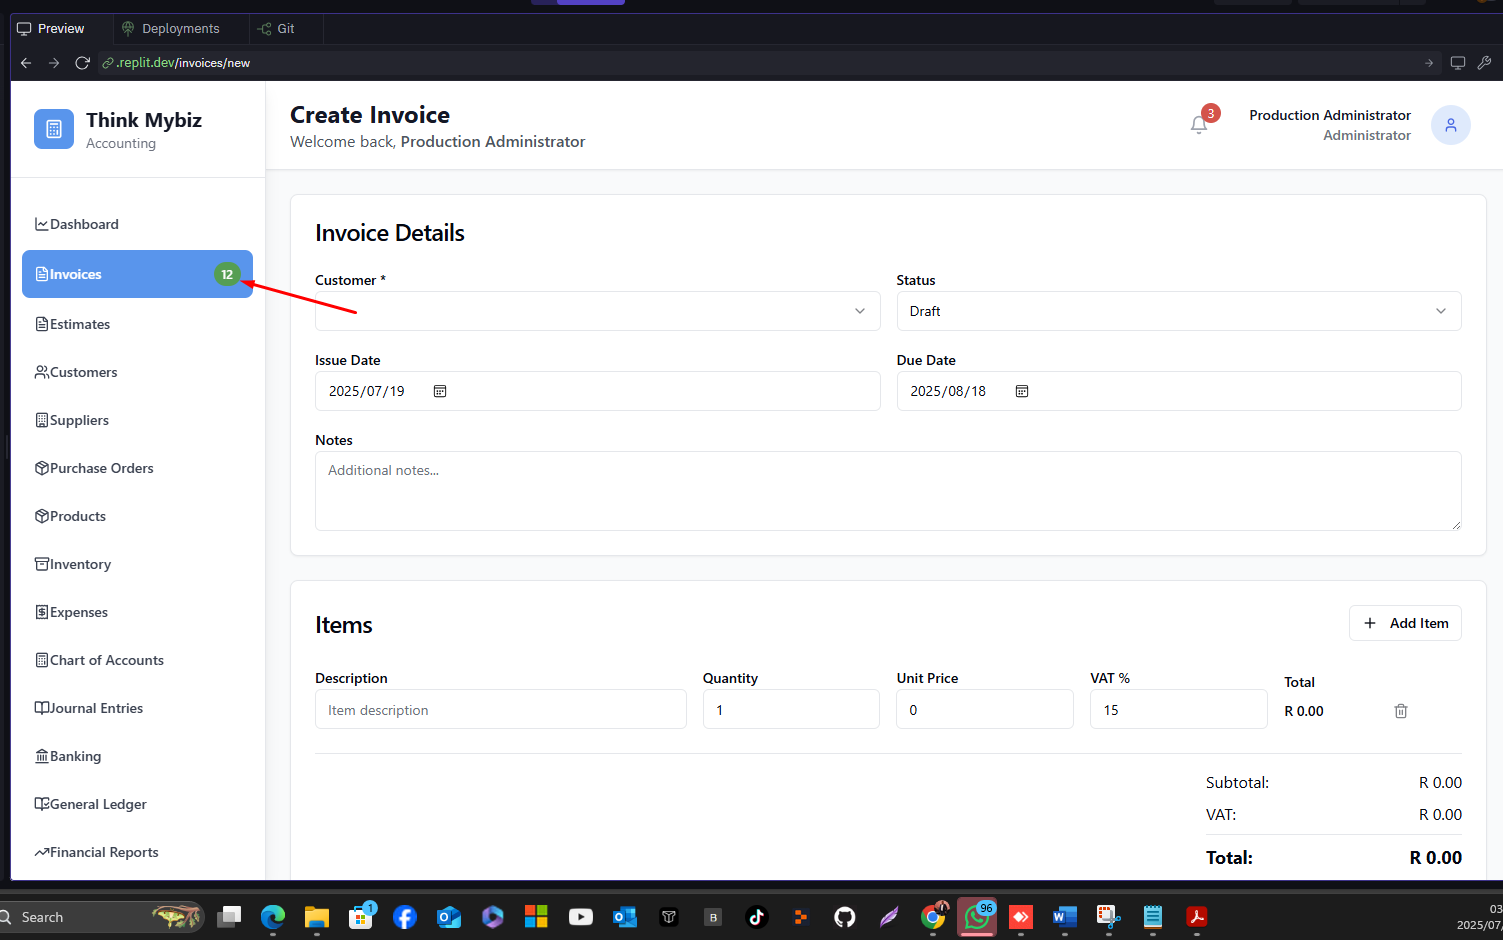 Preview
Deployments
Git
.replit.dev/invoices/new
Think Mybiz
Accounting
Create Invoice
Welcome back, Production Administrator
3
Production Administrator
Administrator
Dashboard
Invoices
12
Estimates
Customers
Suppliers
Purchase Orders
Products
Inventory
Expenses
Chart of Accounts
Journal Entries
Banking
General Ledger
Financial Reports
Invoice Details
Customer *
Status
Draft
Issue Date
2025/07/19
Due Date
2025/08/18
Notes
Additional notes...
Items
Add Item
Description
Quantity
Unit Price
VAT %
Total
Item description
1
0
15
R 0.00
Subtotal:
R 0.00
VAT:
R 0.00
Total:
R 0.00
Search
1
B
96
03
2025/07/